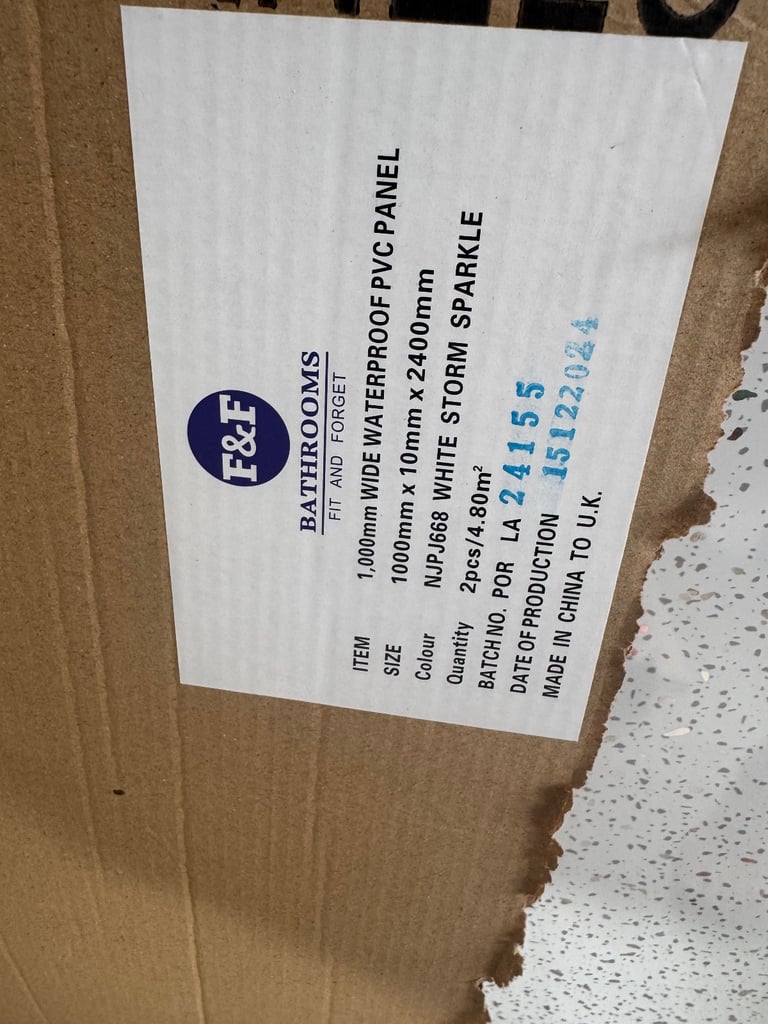 F&F
BATHROOMS
FIT AND FORGET
ITEM 1,000mm WIDE WATERPROOF PVC PANEL
SIZE 1000mm x 10mm x 2400mm
Colour NJPJ668 WHITE STORM SPARKLE
Quantity 2pcs/4.80m²
BATCH NO. POR LA 24155
DATE OF PRODUCTION 15122024
MADE IN CHINA TO U.K.